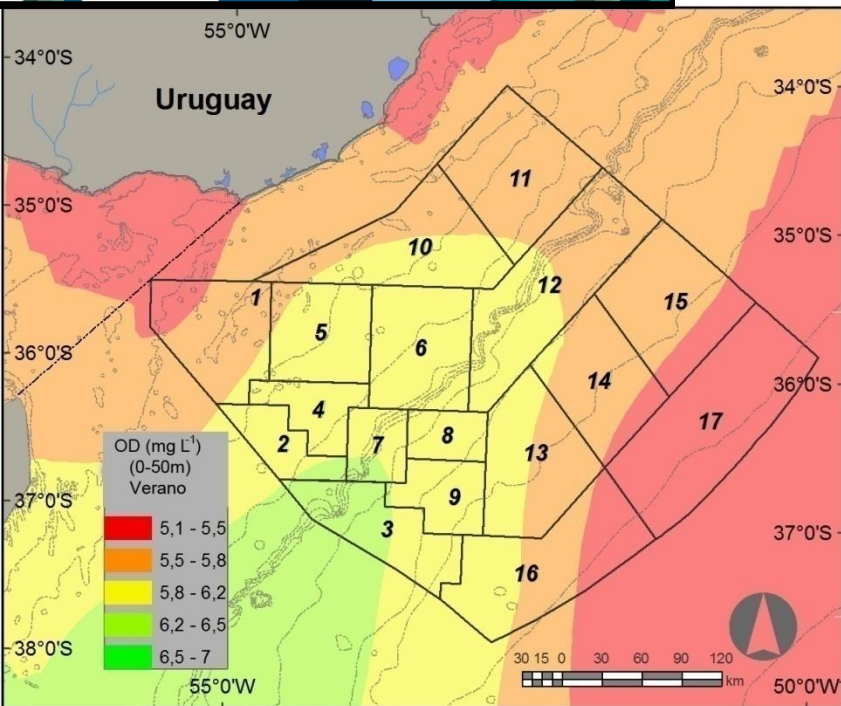 55°0'W
34°0'S
34°0'S
Uruguay
11
35°0'S
35°0'S
10
12
1
15
5
6
36°0'S
14
36°0'S
4
17
8
2
7
13
OD (mg L¹)
(0-50m)
Verano
9
37°0'S
3
37°0'S
5,1 - 5,5
5,5 - 5,8
16
5,8 - 6,2
6,2 - 6,5
38°0'S
6,5 - 7
30 15 0 30 60 90 120
km
55°0'W
50°0'W